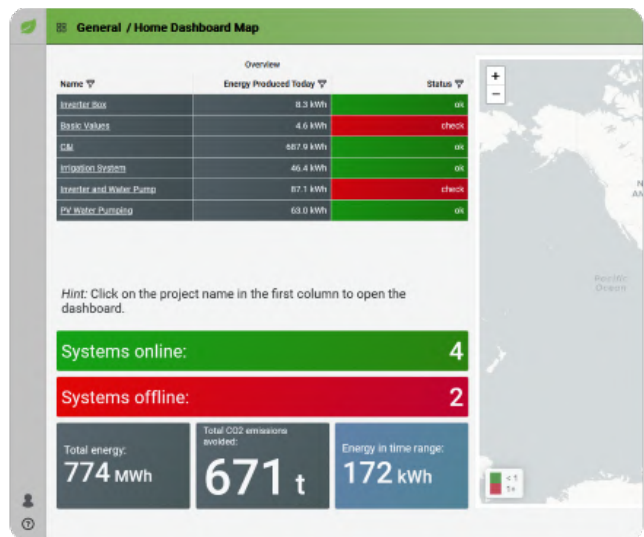 General / Home Dashboard Map
Overview
Name Energy Produced Today Status
Inverter Box 8.3 kWh ok
Basic Values 4.6 kWh check
C&I 687.9 kWh ok
Irrigation System 46.4 kWh ok
Inverter and Water Pump 87.1 kWh check
PV Water Pumping 63.0 kWh ok
Hint: Click on the project name in the first column to open the
dashboard.
Systems online: 4
Systems offline: 2
Total energy:
774 MWh
Total CO2 emissions
avoided:
671 t
Energy in time range:
172 kWh
+
−
N
AM
Pacific
Ocean
< 1
1+